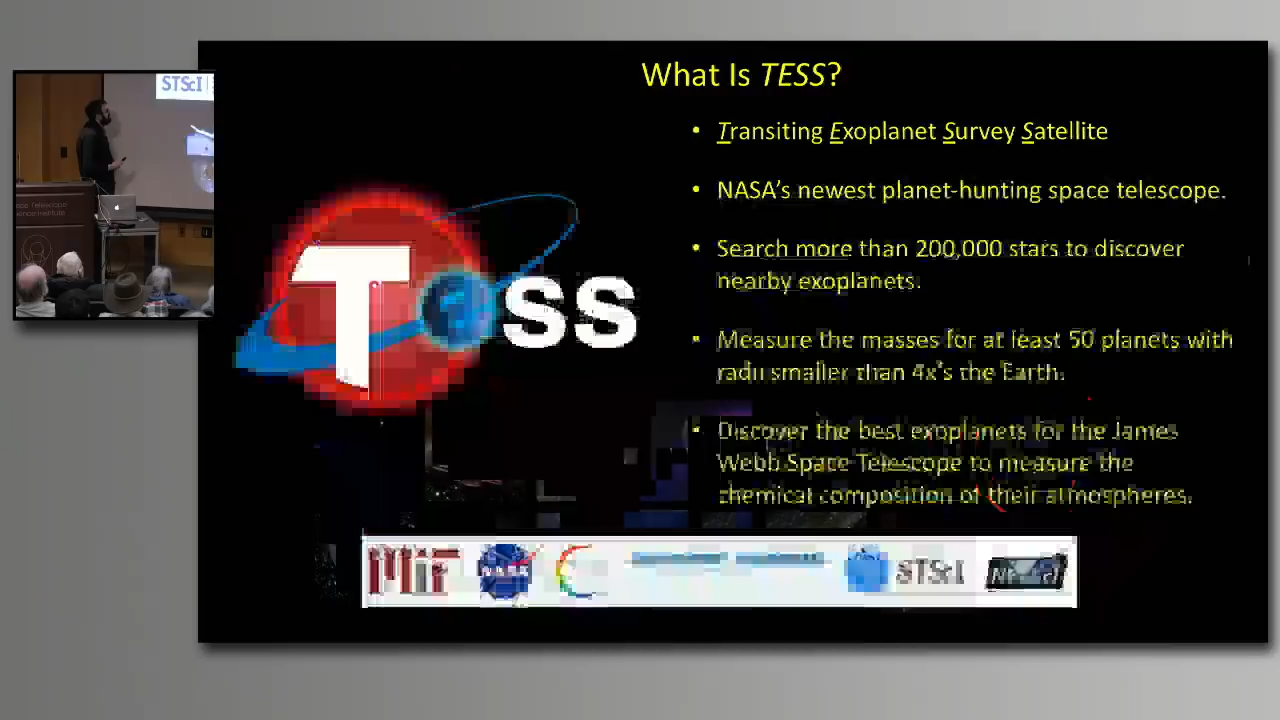 What Is TESS?
• Transiting Exoplanet Survey Satellite
• NASA's newest planet-hunting space telescope.
• Search more than 200,000 stars to discover
nearby exoplanets.
• Measure the masses for at least 50 planets with
radii smaller than 4x's the Earth.
• Discover the best exoplanets for the James
Webb Space Telescope to measure the
chemical composition of their atmospheres.
Tess
MIT
NASA
STScI
STScI